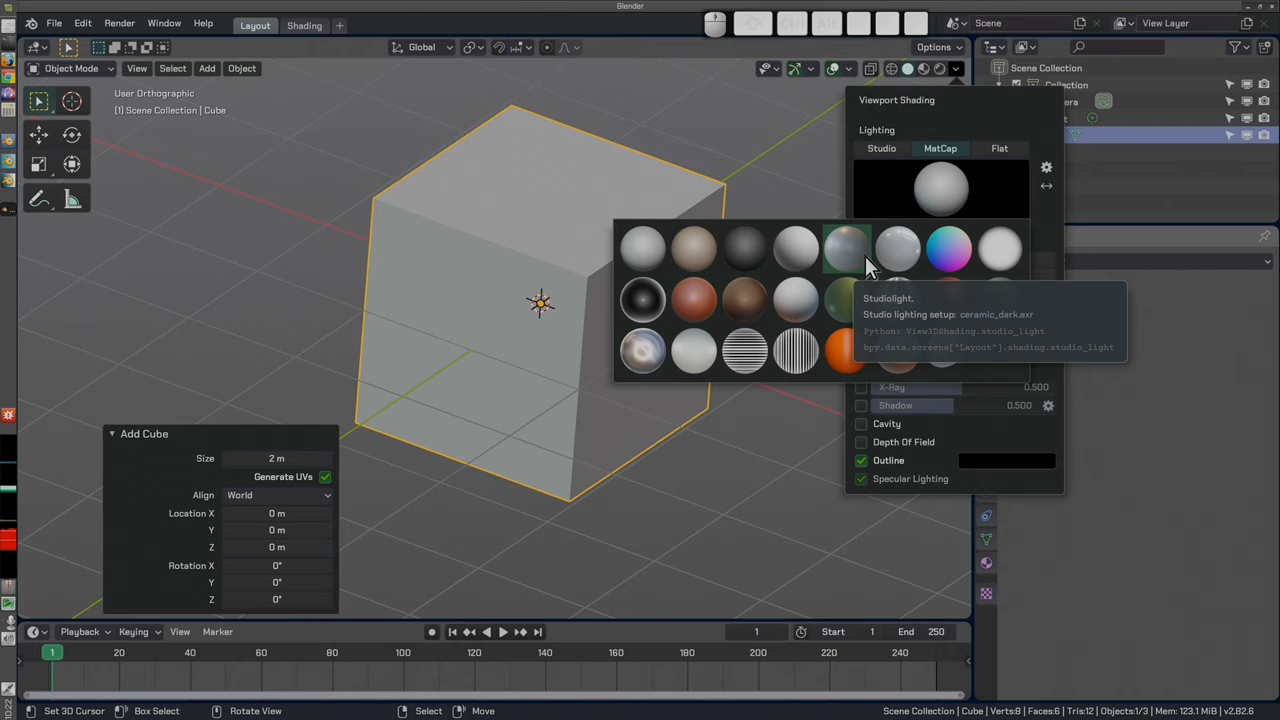 Blender
File Edit Render Window Help Layout Shading Ctrl Alt Scene View Layer
Global Options
Object Mode View Select Add Object
Scene Collection
Collection
User Orthographic
(1) Scene Collection | Cube
Viewport Shading
Lighting
Studio MatCap Flat
Studiolight.
Studio lighting setup: ceramic_dark.exr
Python: View3DShading.studio_light
bpy.data.screens["Layout"].shading.studio_light
X-Ray 0.500
Shadow 0.500
Cavity
Depth Of Field
Outline
Specular Lighting
Add Cube
Size 2 m
Generate UVs
Align World
Location X 0 m
Y 0 m
Z 0 m
Rotation X 0°
Y 0°
Z 0°
Playback Keying View Marker 1 Start 1 End 250
1 20 40 60 80 100 120 140 160 180 200 220 240
10:22
Set 3D Cursor Box Select Rotate View Select Move Scene Collection | Cube | Verts:8 | Faces:6 | Tris:12 | Objects:1/3 | Mem: 123.1 MiB | v2.82.6